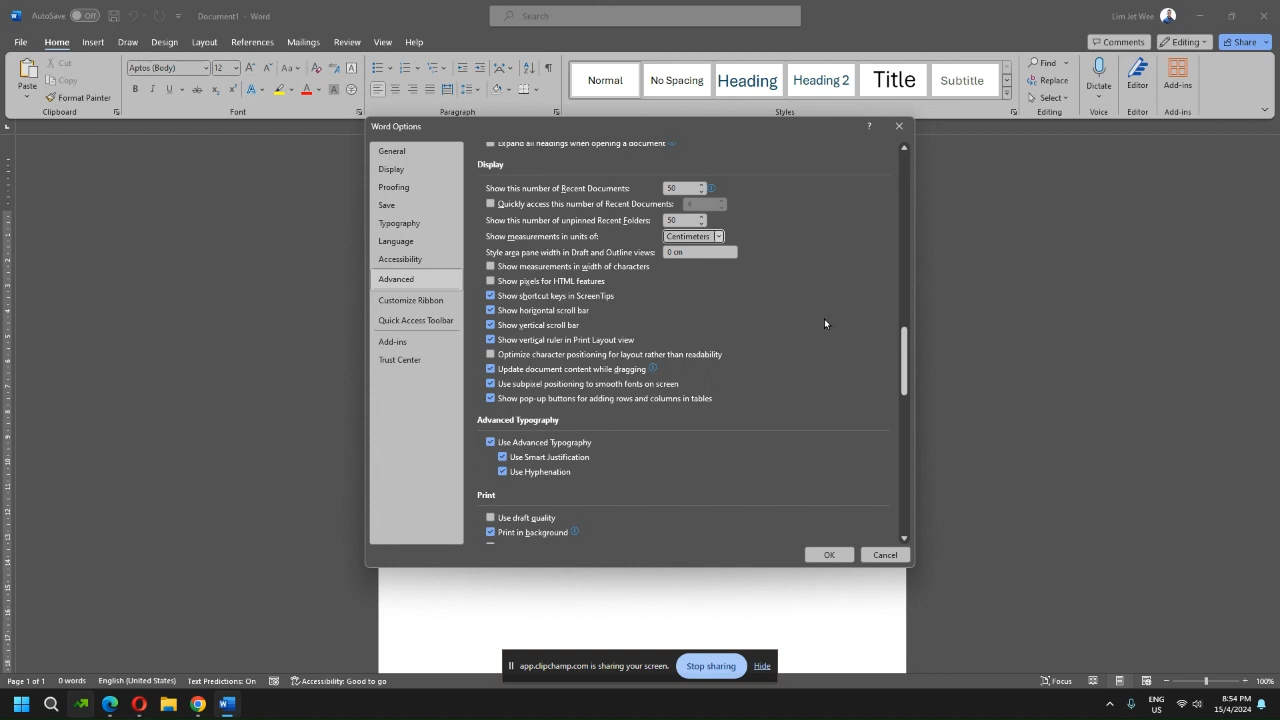 AutoSave Off Document1 - Word Search Lim Jet Wee
File Home Insert Draw Design Layout References Mailings Review View Help Comments Editing Share
Paste Cut Copy Format Painter
Aptos (Body) 12
Normal No Spacing Heading Heading 2 Title Subtitle
Find Replace Select Dictate Editor Add-ins
Clipboard Font Paragraph Styles Editing Voice Editor Add-ins
Word Options
General
Display
Proofing
Save
Typography
Language
Accessibility
Advanced
Customize Ribbon
Quick Access Toolbar
Add-ins
Trust Center
Expand all headings when opening a document
Display
Show this number of Recent Documents: 50
Quickly access this number of Recent Documents: 4
Show this number of unpinned Recent Folders: 50
Show measurements in units of: Centimeters
Style area pane width in Draft and Outline views: 0 cm
Show measurements in width of characters
Show pixels for HTML features
Show shortcut keys in ScreenTips
Show horizontal scroll bar
Show vertical scroll bar
Show vertical ruler in Print Layout view
Optimize character positioning for layout rather than readability
Update document content while dragging
Use subpixel positioning to smooth fonts on screen
Show pop-up buttons for adding rows and columns in tables
Advanced Typography
Use Advanced Typography
Use Smart Justification
Use Hyphenation
Print
Use draft quality
Print in background
OK Cancel
app.clipchamp.com is sharing your screen. Stop sharing Hide
Page 1 of 1 0 words English (United States) Text Predictions: On Accessibility: Good to go Focus 100%
ENG
US
8:54 PM
15/4/2024